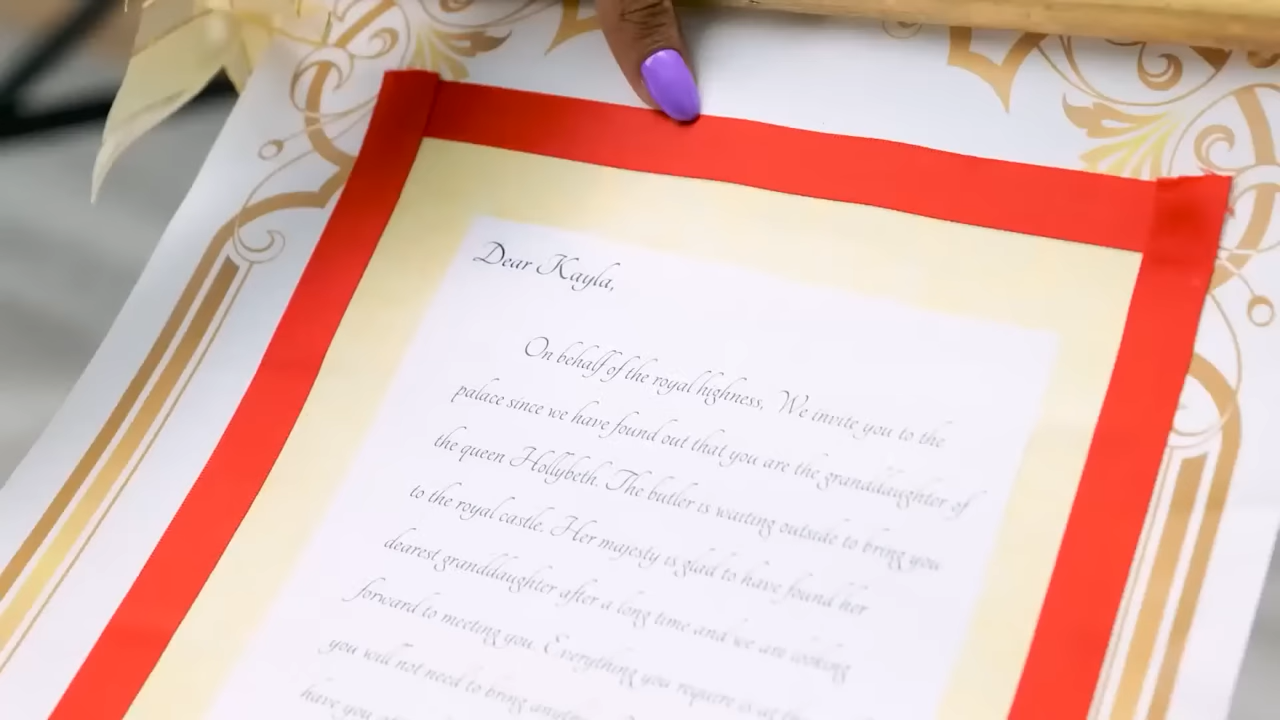 Dear Kayla,
On behalf of the royal highness, We invite you to the
palace since we have found out that you are the granddaughter of
the queen Hollybeth. The butler is waiting outside to bring you
to the royal castle. Her majesty is glad to have found her
dearest granddaughter after a long time and we are looking
forward to meeting you. Everything you require is at the
you will not need to bring
have you